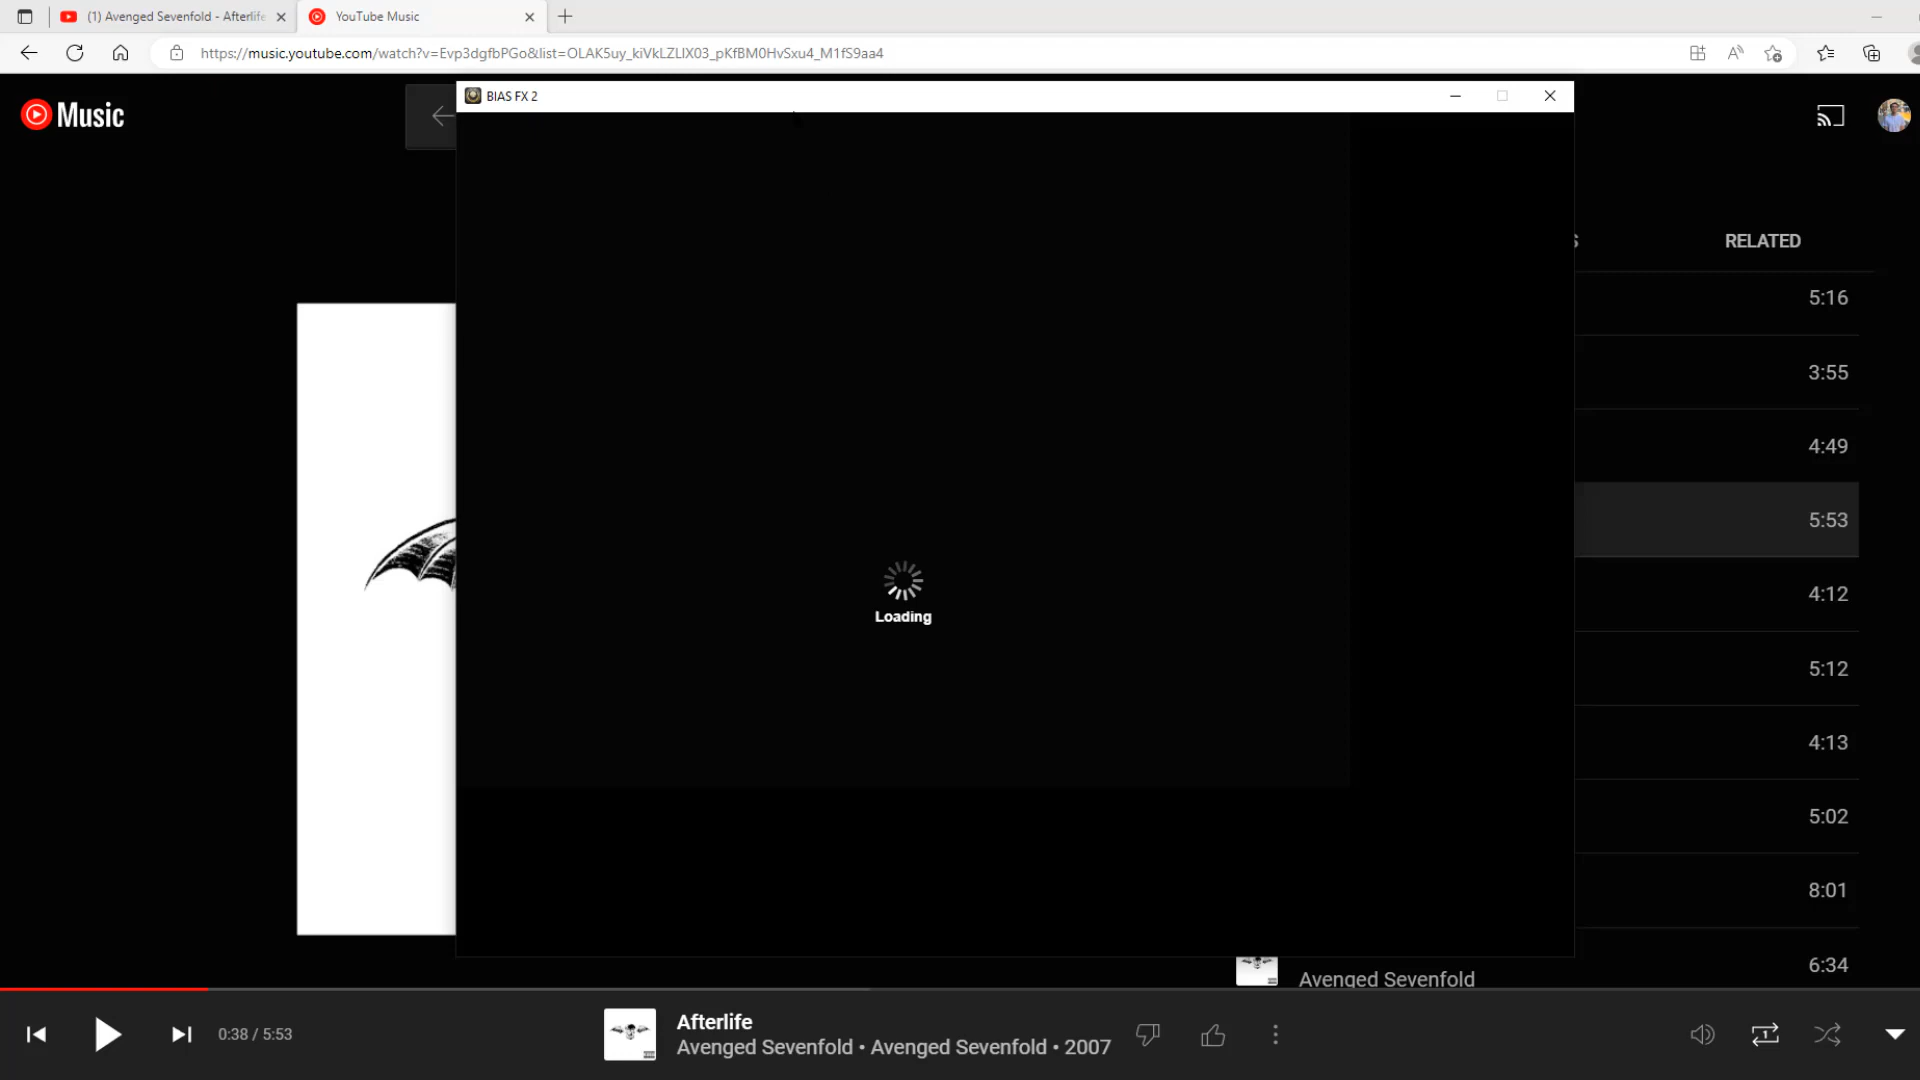 (1) Avenged Sevenfold - Afterlife
YouTube Music
https://music.youtube.com/watch?v=Evp3dgfbPGo&list=OLAK5uy_kiVkLZLIX03_pKfBM0HvSxu4_M1fS9aa4
A
BIAS FX 2
Music
S
RELATED
5:16
3:55
4:49
5:53
4:12
Loading
5:12
4:13
5:02
8:01
6:34
Avenged Sevenfold
0:38 / 5:53
Afterlife
Avenged Sevenfold • Avenged Sevenfold • 2007
1